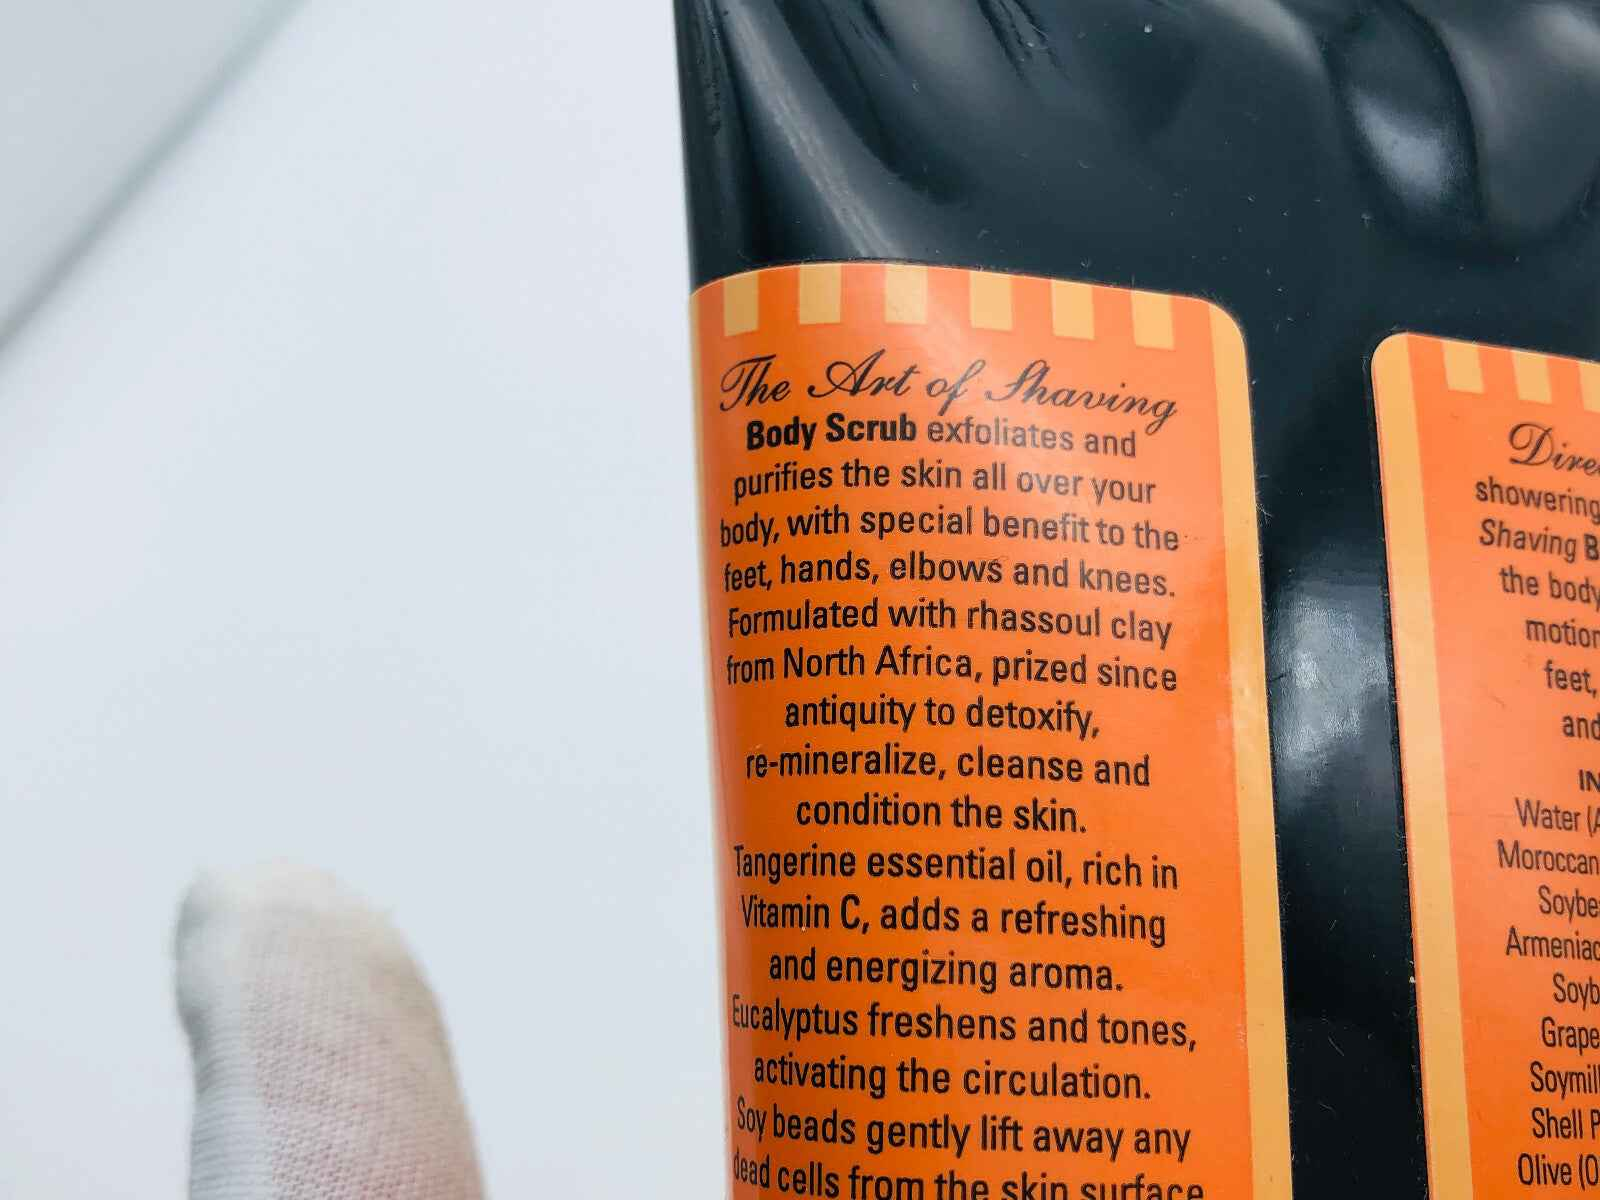 The Art of Shaving
Body Scrub exfoliates and
purifies the skin all over your
body, with special benefit to the
feet, hands, elbows and knees.
Formulated with rhassoul clay
from North Africa, prized since
antiquity to detoxify,
re-mineralize, cleanse and
condition the skin.
Tangerine essential oil, rich in
Vitamin C, adds a refreshing
and energizing aroma.
Eucalyptus freshens and tones,
activating the circulation.
Soy beads gently lift away any
dead cells from the skin surface
showering
Shaving
the body
feet,
and
Water
Moroccan